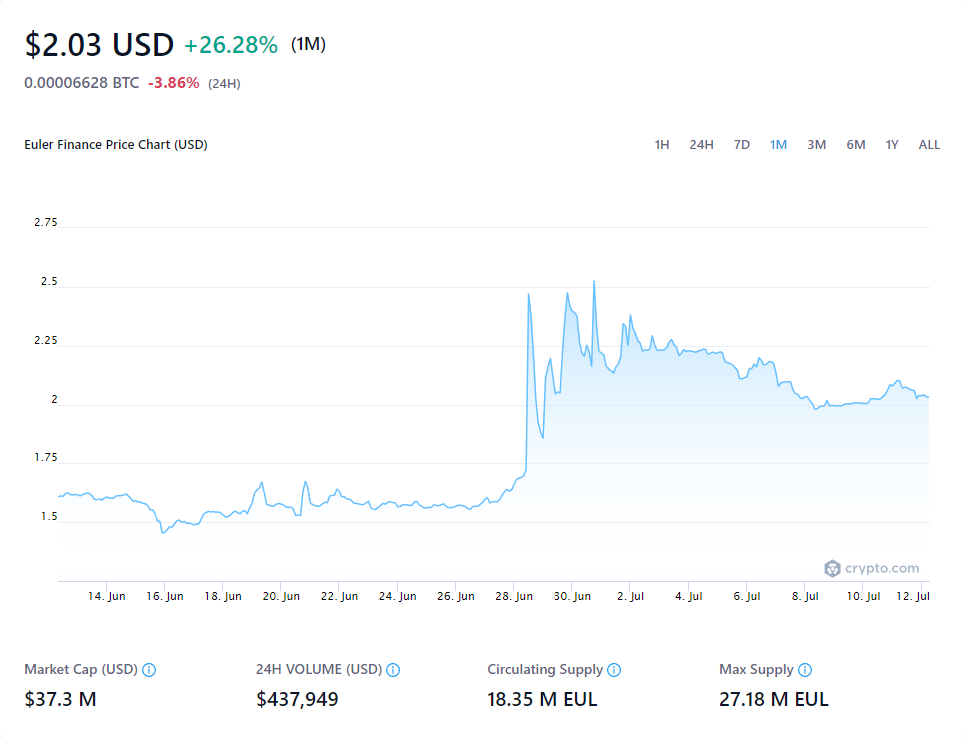 $2.03 USD +26.28% (1M)
0.00006628 BTC -3.86% (24H)
Euler Finance Price Chart (USD) 1H 24H 7D 1M 3M 6M 1Y ALL
2.75
2.5
2.25
2
1.75
1.5
crypto.com
14. Jun 16. Jun 18. Jun 20. Jun 22. Jun 24. Jun 26. Jun 28. Jun 30. Jun 2. Jul 4. Jul 6. Jul 8. Jul 10. Jul 12. Jul
Market Cap (USD) 24H VOLUME (USD) Circulating Supply Max Supply
$37.3 M $437,949 18.35 M EUL 27.18 M EUL